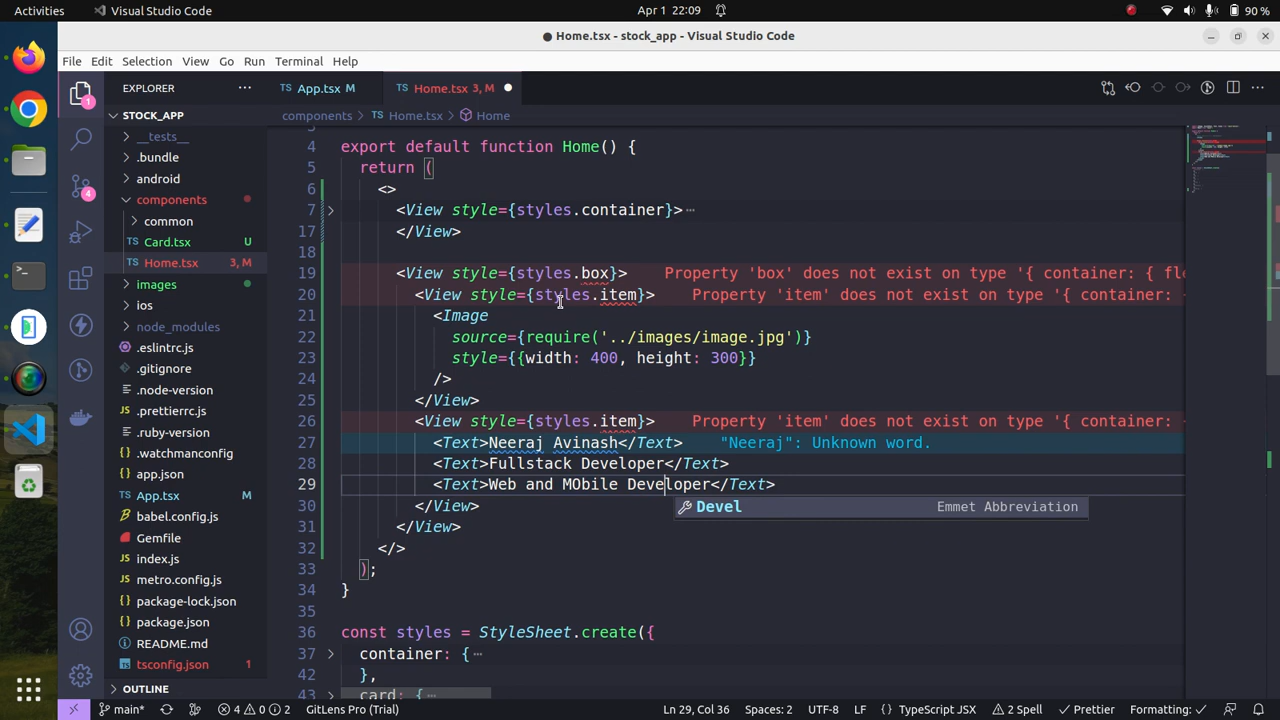 Activities
Visual Studio Code
Apr 1 22:09
90 %
Home.tsx - stock_app - Visual Studio Code
File Edit Selection View Go Run Terminal Help
EXPLORER
TS App.tsx M
TS Home.tsx 3, M
components > TS Home.tsx > Home
STOCK_APP
__tests__
.bundle
android
components
common
TS Card.tsx U
TS Home.tsx 3, M
images
ios
node_modules
.eslintrc.js
.gitignore
.node-version
.prettierrc.js
.ruby-version
.watchmanconfig
app.json
TS App.tsx M
babel.config.js
Gemfile
JS index.js
JS metro.config.js
package-lock.json
package.json
README.md
tsconfig.json 1
OUTLINE
1
4
4 export default function Home() {
5 return (
6 <>
7 <View style={styles.container}>
17 </View>
18
19 <View style={styles.box}> Property 'box' does not exist on type '{ container: { fle
20 <View style={styles.item}> Property 'item' does not exist on type '{ container:
21 <Image
22 source={require('../images/image.jpg')}
23 style={{width: 400, height: 300}}
24 />
25 </View>
26 <View style={styles.item}> Property 'item' does not exist on type '{ container:
27 <Text>Neeraj Avinash</Text> "Neeraj": Unknown word.
28 <Text>Fullstack Developer</Text>
29 <Text>Web and MObile Developer</Text>
Devel Emmet Abbreviation
30 </View>
31 </View>
32 </>
33 );
34 }
35
36 const styles = StyleSheet.create({
37 container: {
42 },
43 card: {
main* 4 0 2 GitLens Pro (Trial) Ln 29, Col 36 Spaces: 2 UTF-8 LF {} TypeScript JSX 2 Spell Prettier Formatting: